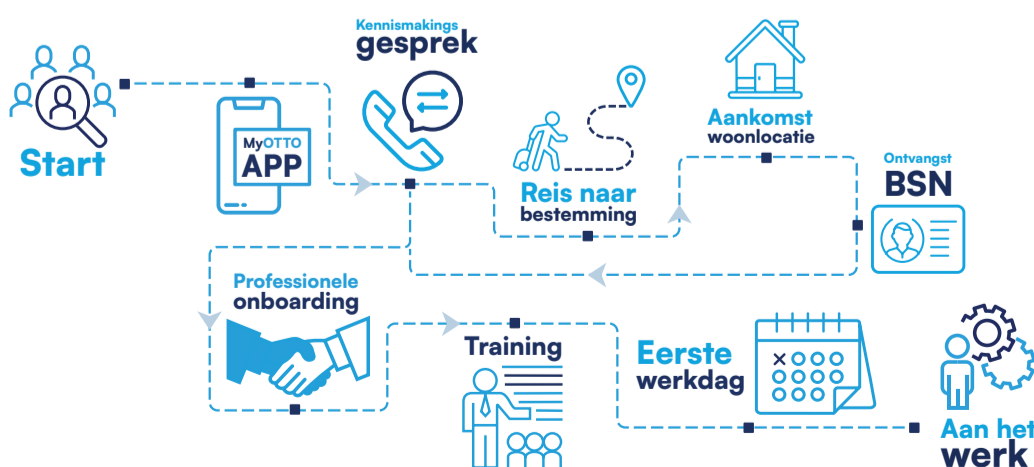 Start
MyOTTO
APP
Kennismakings
gesprek
Reis naar
bestemming
Aankomst
woonlocatie
Ontvangst
BSN
Professionele
onboarding
Training
Eerste
werkdag
Aan het
werk